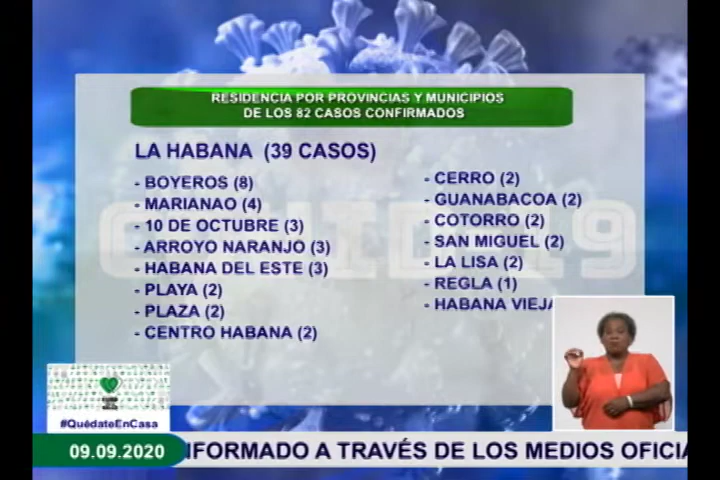 RESIDENCIA POR PROVINCIAS Y MUNICIPIOS
DE LOS 82 CASOS CONFIRMADOS
LA HABANA (39 CASOS)
- BOYEROS (8)
- MARIANAO (4)
- 10 DE OCTUBRE (3)
- ARROYO NARANJO (3)
- HABANA DEL ESTE (3)
- PLAYA (2)
- PLAZA (2)
- CENTRO HABANA (2)
- CERRO (2)
- GUANABACOA (2)
- COTORRO (2)
- SAN MIGUEL (2)
- LA LISA (2)
- REGLA (1)
- HABANA VIEJA
COVID-19
#QuédateEnCasa
09.09.2020
NFORMADO A TRAVÉS DE LOS MEDIOS OFICIA